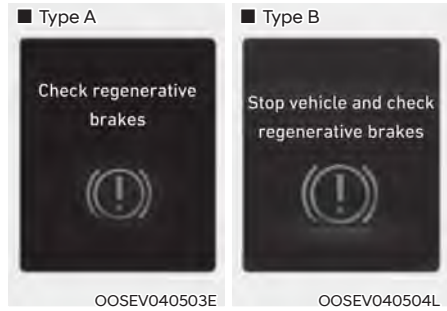 ■ Type A
Check regenerative
brakes
OOSEV040503E
■ Type B
Stop vehicle and check
regenerative brakes
OOSEV040504L